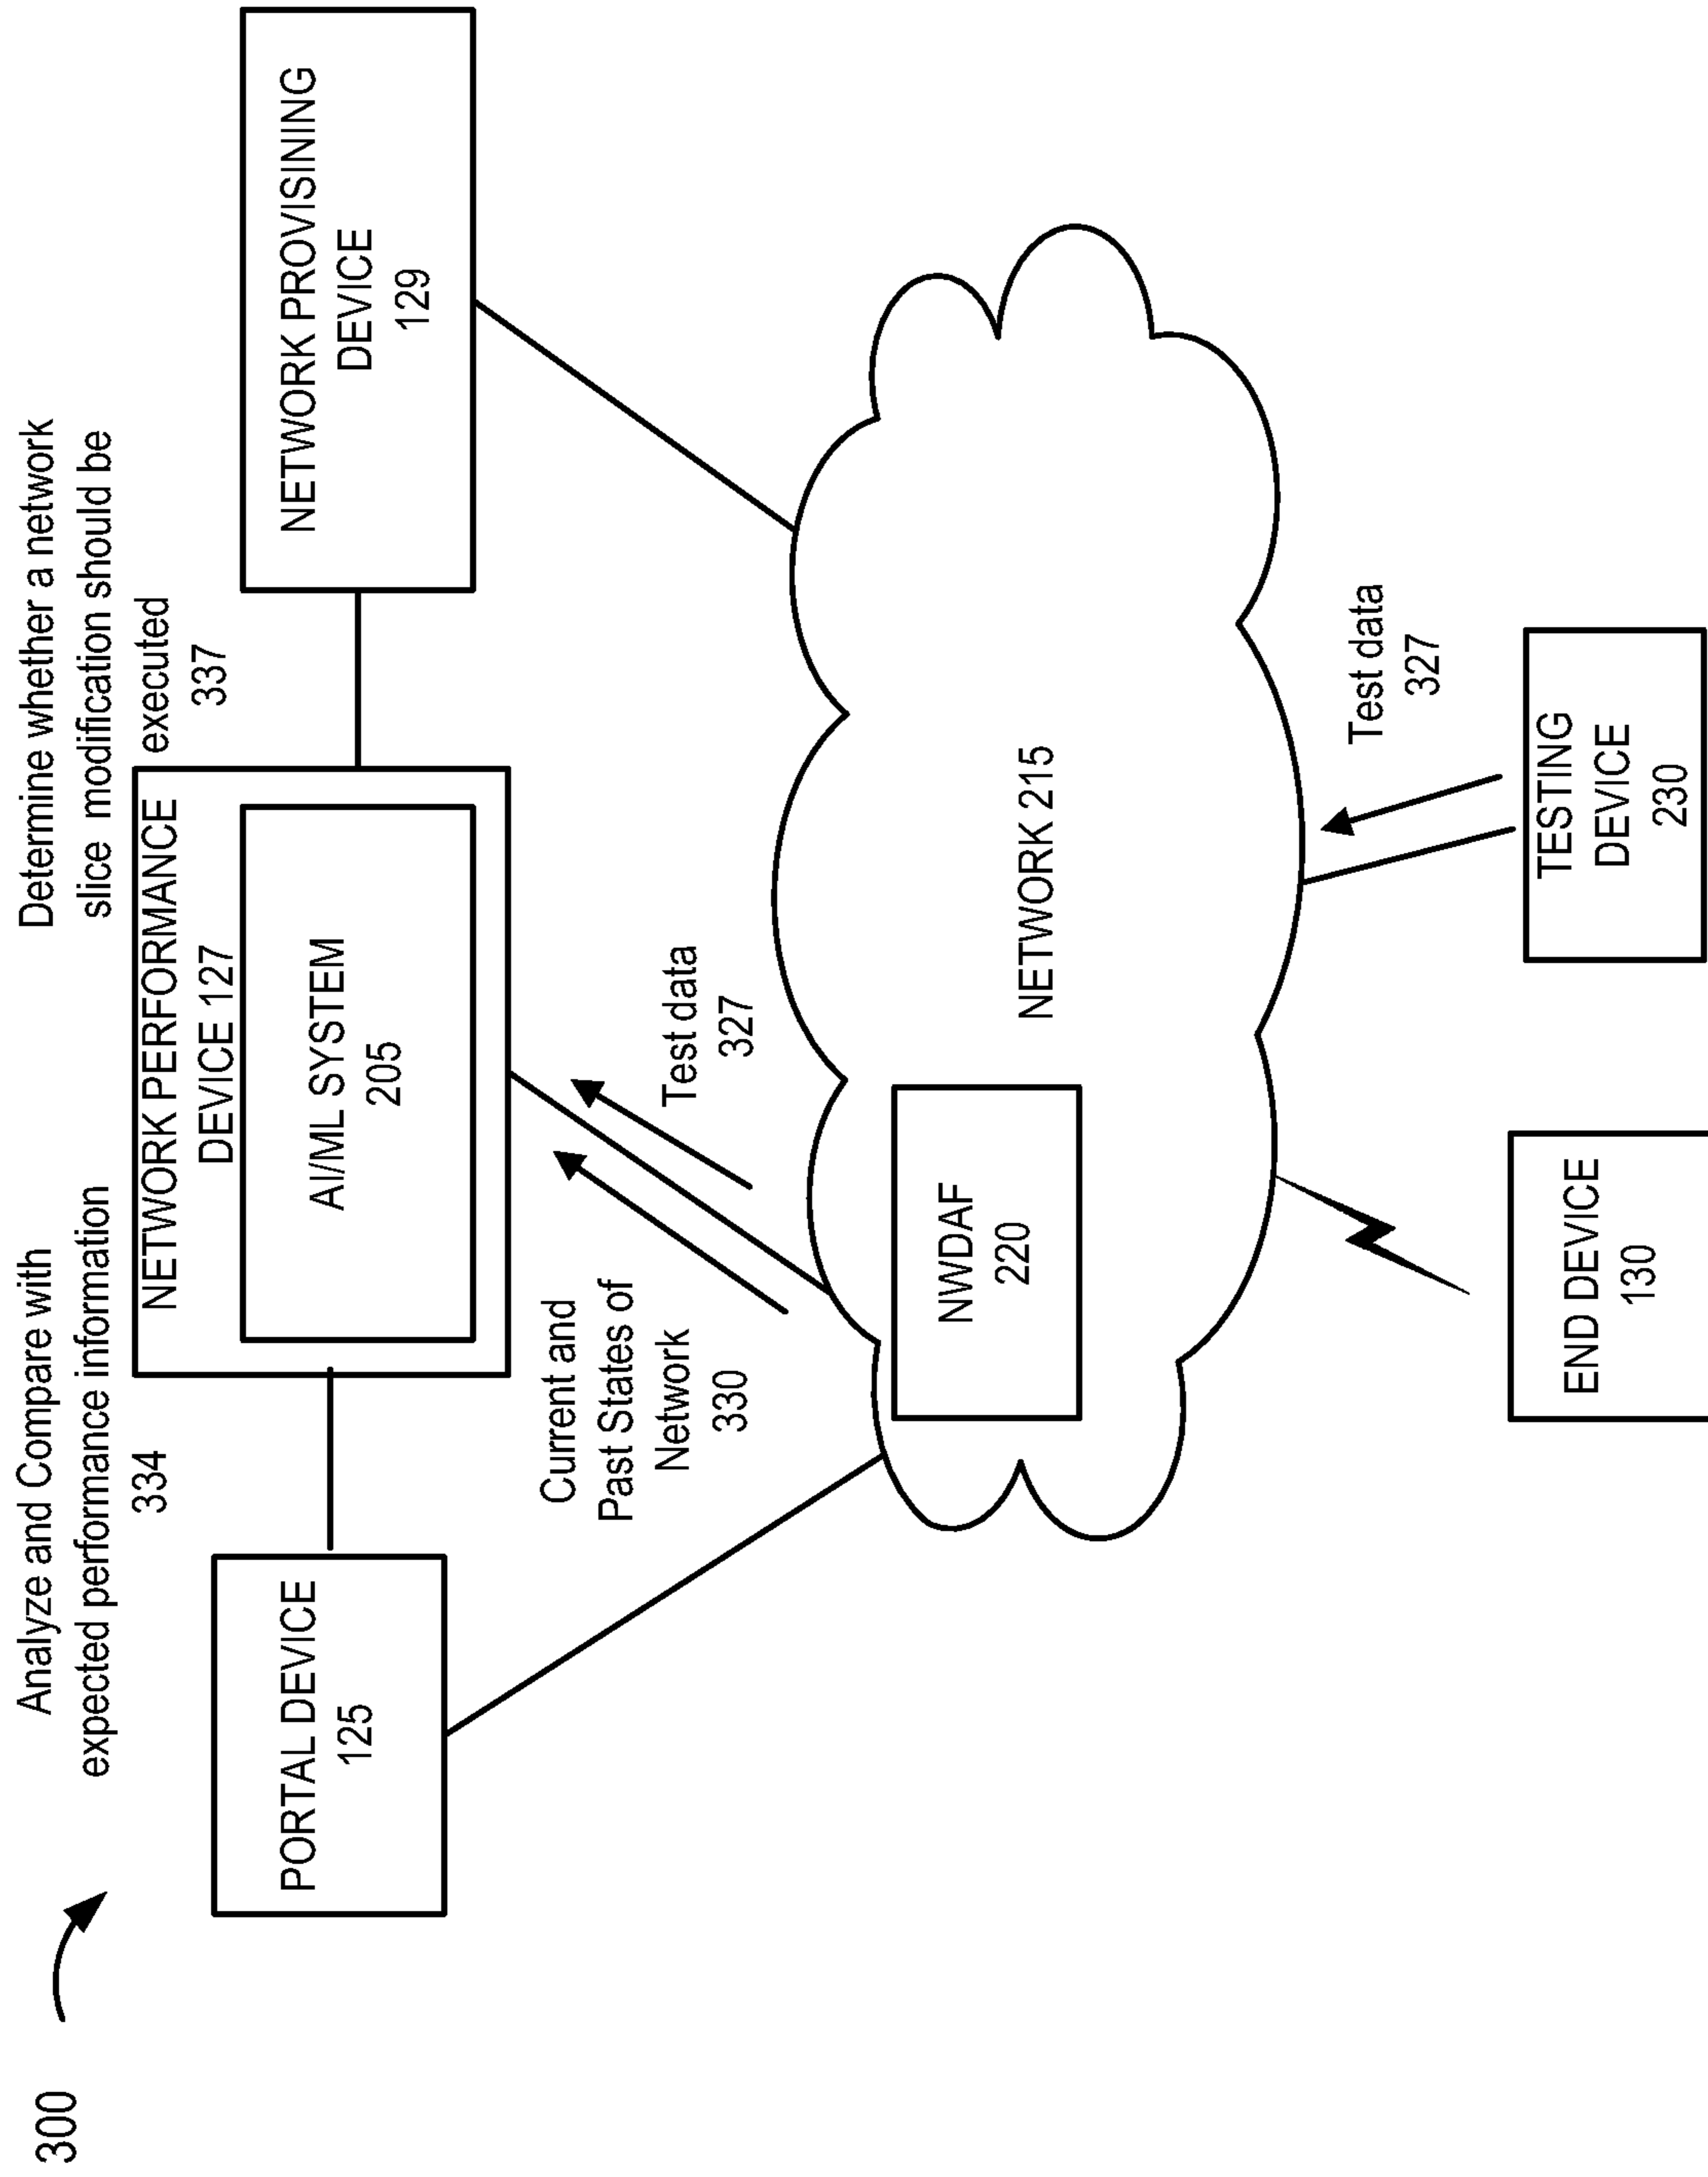 300
Analyze and Compare with
expected performance information
334
Determine whether a network
slice modification should be
executed
337
PORTAL DEVICE
125
NETWORK PERFORMANCE
DEVICE 127
AI/ML SYSTEM
205
NETWORK PROVISINING
DEVICE
129
Current and
Past States of
Network
330
Test data
327
NWDAF
220
NETWORK 215
Test data
327
END DEVICE
130
TESTING
DEVICE
230